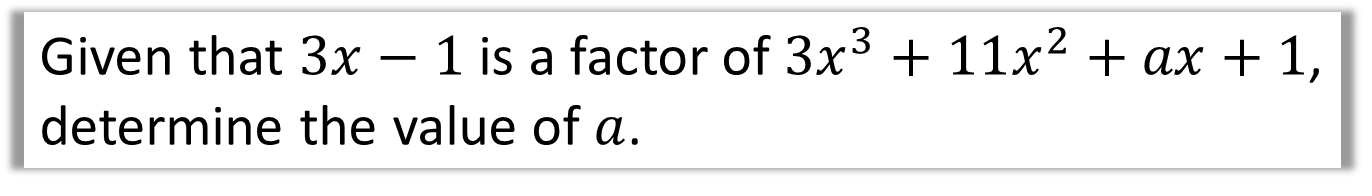 Given that 3𝑥 − 1 is a factor of 3𝑥³ + 11𝑥² + 𝑎𝑥 + 1,
determine the value of 𝑎.